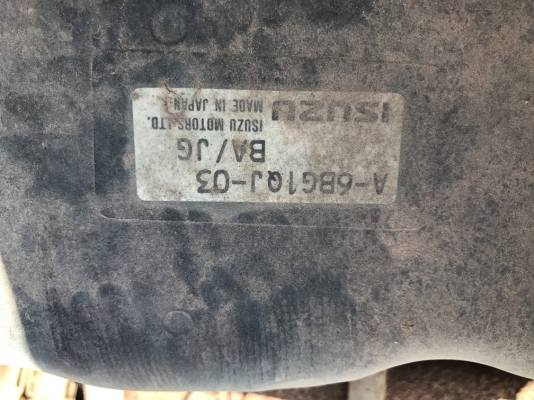 A-6BG1QJ-03
BA/JG
ISUZU MOTORS LTD.
MADE IN JAPAN
ISUZU